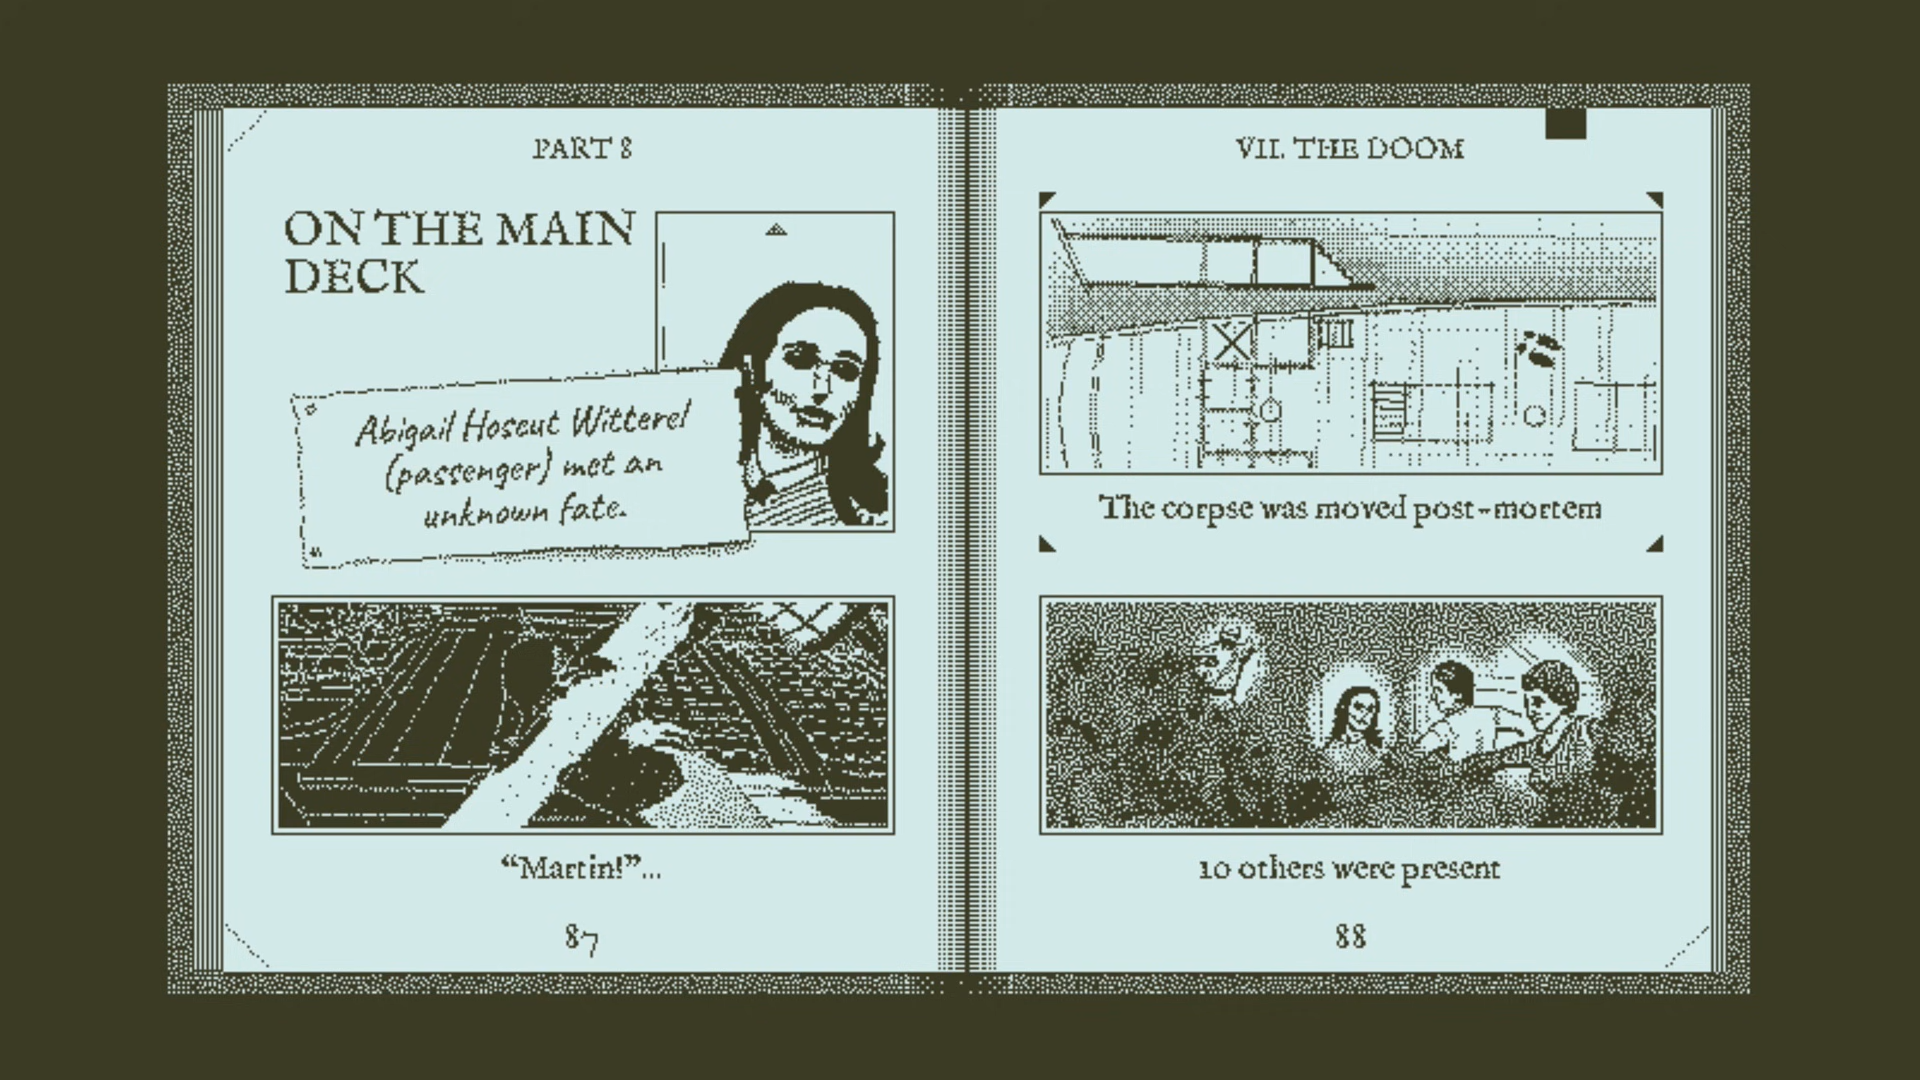 PART 8
ON THE MAIN
DECK
Abigail Hoscut Witterel
(passenger) met an
unknown fate.
"Martin!"...
87
VII. THE DOOM
The corpse was moved post-mortem
10 others were present
88